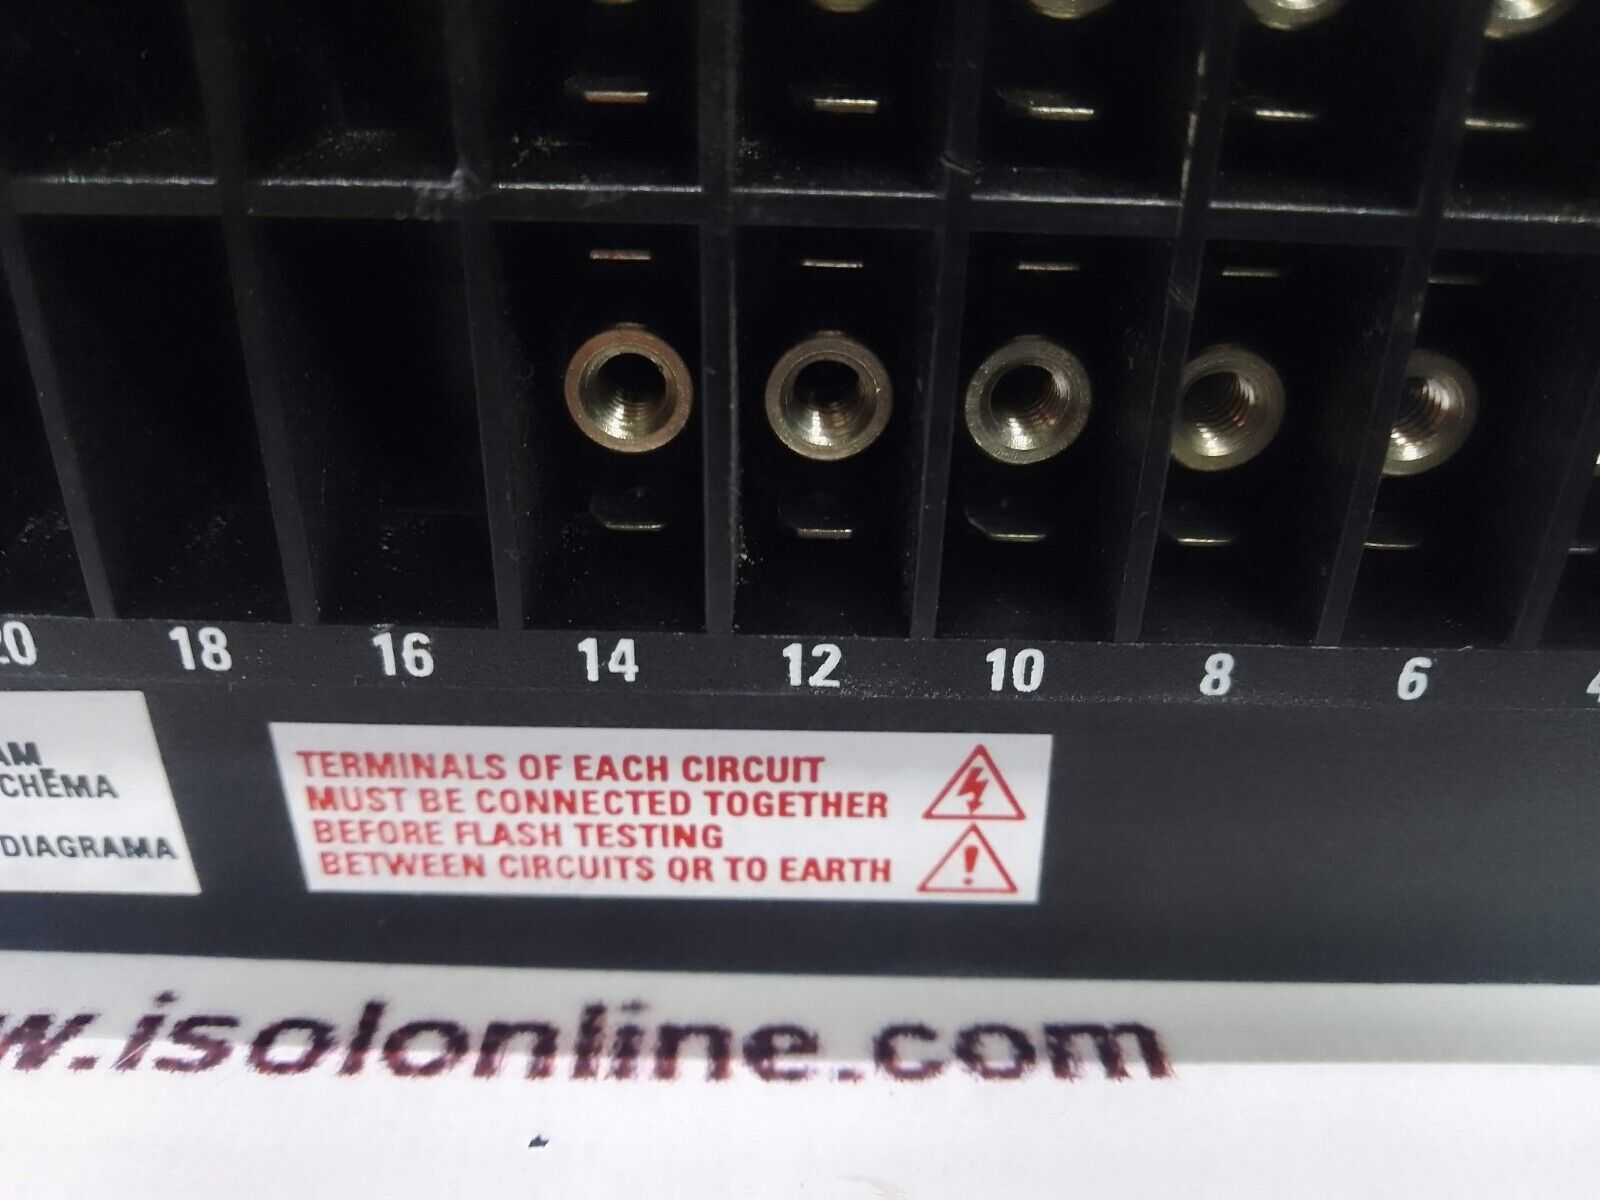 18 16 14 12 10 8 6
TERMINALS OF EACH CIRCUIT
MUST BE CONNECTED TOGETHER
BEFORE FLASH TESTING
BETWEEN CIRCUITS OR TO EARTH
DIAGRAMA
.isolonline.com